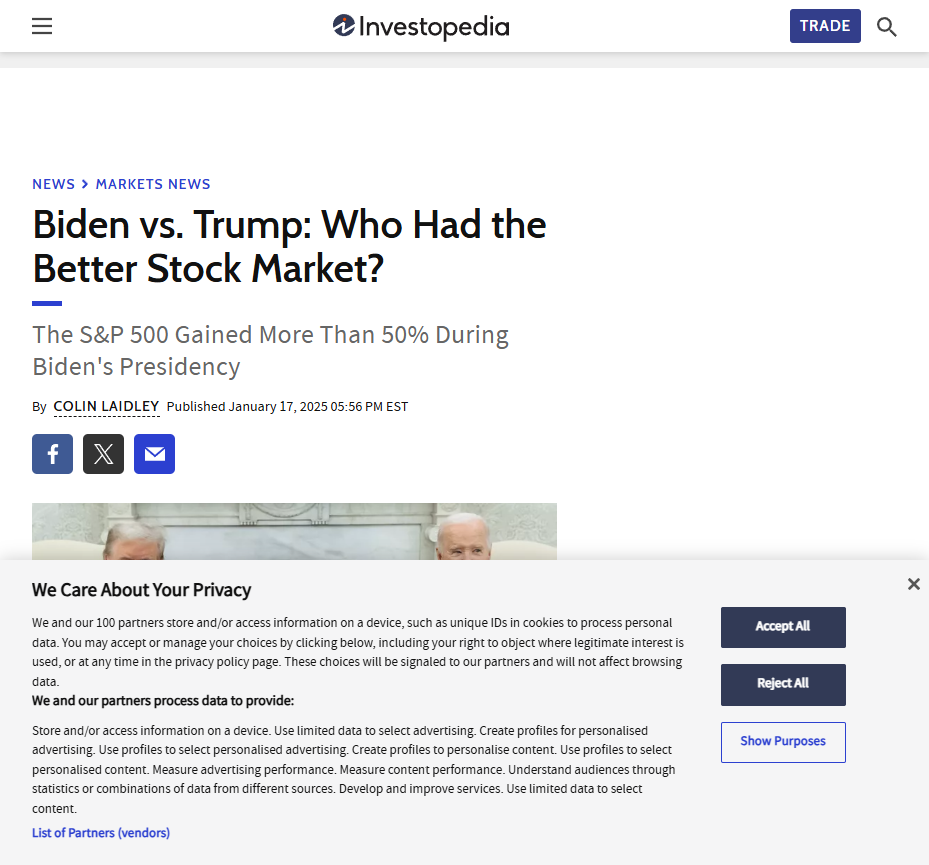 Investopedia
TRADE
NEWS > MARKETS NEWS
Biden vs. Trump: Who Had the
Better Stock Market?
The S&P 500 Gained More Than 50% During
Biden's Presidency
By COLIN LAIDLEY Published January 17, 2025 05:56 PM EST
We Care About Your Privacy
We and our 100 partners store and/or access information on a device, such as unique IDs in cookies to process personal
data. You may accept or manage your choices by clicking below, including your right to object where legitimate interest is
used, or at any time in the privacy policy page. These choices will be signaled to our partners and will not affect browsing
data.
We and our partners process data to provide:
Store and/or access information on a device. Use limited data to select advertising. Create profiles for personalised
advertising. Use profiles to select personalised advertising. Create profiles to personalise content. Use profiles to select
personalised content. Measure advertising performance. Measure content performance. Understand audiences through
statistics or combinations of data from different sources. Develop and improve services. Use limited data to select
content.
List of Partners (vendors)
Accept All
Reject All
Show Purposes